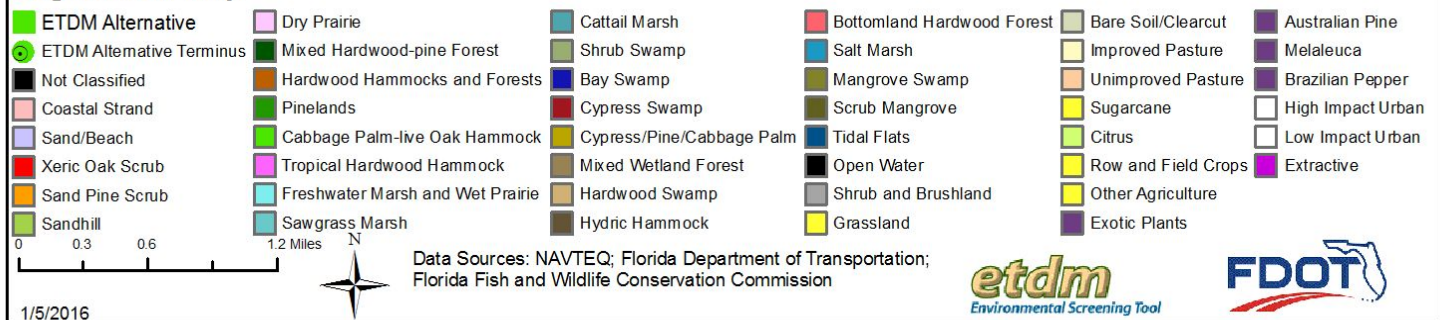 ETDM Alternative
ETDM Alternative Terminus
Not Classified
Coastal Strand
Sand/Beach
Xeric Oak Scrub
Sand Pine Scrub
Sandhill
Dry Prairie
Mixed Hardwood-pine Forest
Hardwood Hammocks and Forests
Pinelands
Cabbage Palm-live Oak Hammock
Tropical Hardwood Hammock
Freshwater Marsh and Wet Prairie
Sawgrass Marsh
Cattail Marsh
Shrub Swamp
Bay Swamp
Cypress Swamp
Cypress/Pine/Cabbage Palm
Mixed Wetland Forest
Hardwood Swamp
Hydric Hammock
Bottomland Hardwood Forest
Salt Marsh
Mangrove Swamp
Scrub Mangrove
Tidal Flats
Open Water
Shrub and Brushland
Grassland
Bare Soil/Clearcut
Improved Pasture
Unimproved Pasture
Sugarcane
Citrus
Row and Field Crops
Other Agriculture
Exotic Plants
Australian Pine
Melaleuca
Brazilian Pepper
High Impact Urban
Low Impact Urban
Extractive
0 0.3 0.6 1.2 Miles
N
Data Sources: NAVTEQ; Florida Department of Transportation;
Florida Fish and Wildlife Conservation Commission
etdm
Environmental Screening Tool
FDOT
1/5/2016